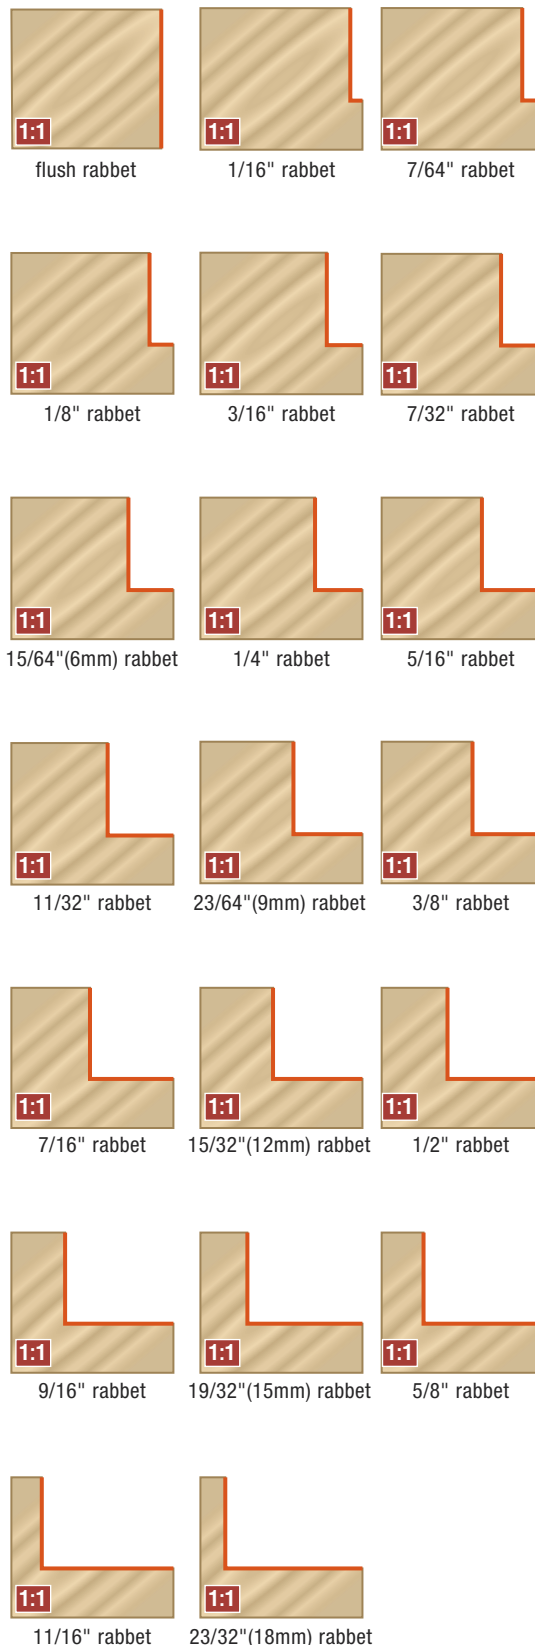 1:1 1:1 1:1
flush rabbet 1/16" rabbet 7/64" rabbet
1:1 1:1 1:1
1/8" rabbet 3/16" rabbet 7/32" rabbet
1:1 1:1 1:1
15/64"(6mm) rabbet 1/4" rabbet 5/16" rabbet
1:1 1:1 1:1
11/32" rabbet 23/64"(9mm) rabbet 3/8" rabbet
1:1 1:1 1:1
7/16" rabbet 15/32"(12mm) rabbet 1/2" rabbet
1:1 1:1 1:1
9/16" rabbet 19/32"(15mm) rabbet 5/8" rabbet
1:1 1:1
11/16" rabbet 23/32"(18mm) rabbet